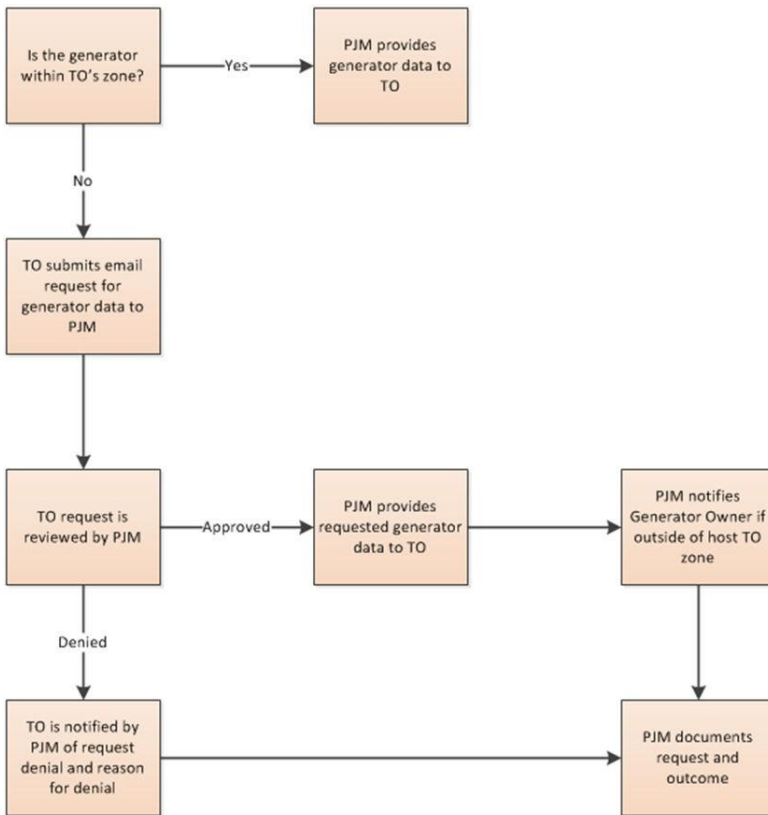 Is the generator
within TO's zone?
Yes
PJM provides
generator data to
TO
No
TO submits email
request for
generator data to
PJM
TO request is
reviewed by PJM
Approved
PJM provides
requested generator
data to TO
PJM notifies
Generator Owner if
outside of host TO
zone
Denied
TO is notified by
PJM of request
denial and reason
for denial
PJM documents
request and
outcome